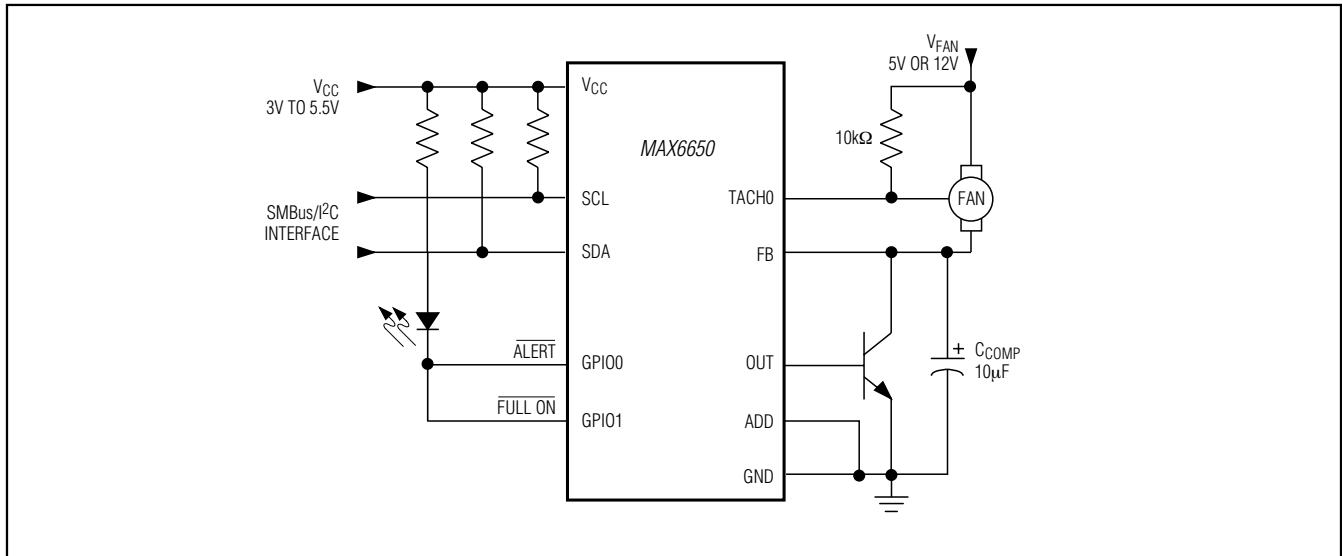 VFAN
5V OR 12V
VCC
3V TO 5.5V
VCC
MAX6650
10kΩ
SCL
TACH0
FAN
SMBus/I2C
INTERFACE
SDA
FB
ALERT
GPIO0
OUT
+ CCOMP
10µF
FULL ON
GPIO1
ADD
GND